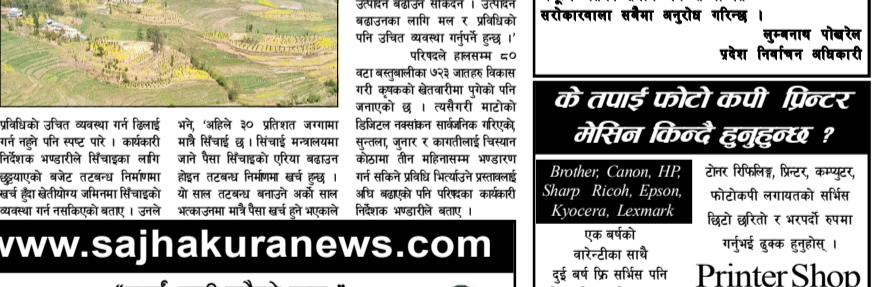 प्रविधिको उचित व्यवस्था गर्न ढिलाई
गर्न नहुने पनि स्पष्ट पारे । कार्यकारी
निर्देशक भण्डारीले सिँचाइका लागि
छुट्टयाएको बजेट तटबन्ध निर्माणमा
खर्च हुँदा खेतीयोग्य जमिनमा सिँचाइको
व्यवस्था गर्न नसकिएको बताए । उनले
भने, ‘अहिले ३० प्रतिशत जग्गामा
मात्रै सिँचाई छ । सिँचाई मन्त्रालयमा
जाने पैसा सिँचाइको एरिया बढाउन
होइन तटबन्ध निर्माणमा खर्च हुन्छ ।
यो साल तटबन्ध बनाउने अर्को साल
भत्काउनमा मात्रै पैसा खर्च हुने भएकाले
उत्पादन बढाउन सकिदैन । उत्पादन
बढाउनका लागि मल र प्रविधिको
पनि उचित व्यवस्था गर्नुपर्ने हुन्छ ।’
परिषदले हालसम्म ८०
वटा बस्तुबालीका ७२३ जातहरु विकास
गरी कृषकको खेतवारीमा पुगेको पनि
जनाएको छ । त्यसैगरी माटोको
डिजिटल नक्सांकन सार्वजनिक गरिएको,
सुन्तला, जुनार र कागतीलाई चिस्यान
कोठामा तीन महिनासम्म भण्डारण
गर्न सकिने प्रविधि भित्र्याउने प्रस्तावलाई
अघि बढाएको पनि परिषदका कार्यकारी
निर्देशक भण्डारीले बताए ।
www.sajhakuranews.com
सरोकारवाला सबैमा अनुरोध गरिन्छ ।
लुम्बनाथ पोखरेल
प्रदेश निर्वाचन अधिकारी
के तपाई फोटो कपी प्रिन्टर
मेसिन किन्दै हुनुहुन्छ ?
Brother, Canon, HP,
Sharp Ricoh, Epson,
Kyocera, Lexmark
एक बर्षको
वारेन्टीका साथै
दुई बर्ष फ्रि सर्भिस पनि
टोनर रिफिलिङ्ग, प्रिन्टर, कम्प्युटर,
फोटोकपी लगायतको सर्भिस
छिटो छरितो र भरपर्दो रुपमा
गर्नुभई ढुक्क हुनुहोस् ।
Printer Shop